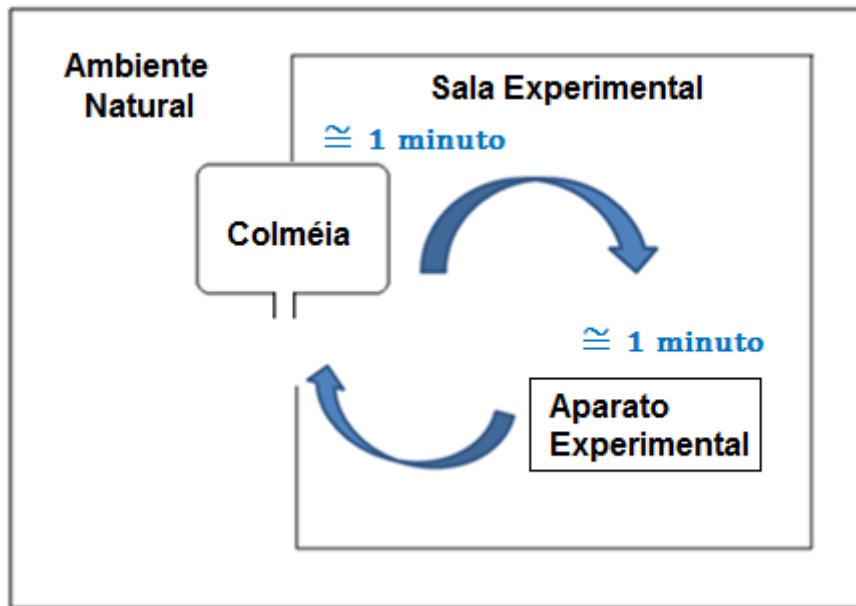 Ambiente
Natural
Sala Experimental
≅ 1 minuto
Colméia
≅ 1 minuto
Aparato
Experimental